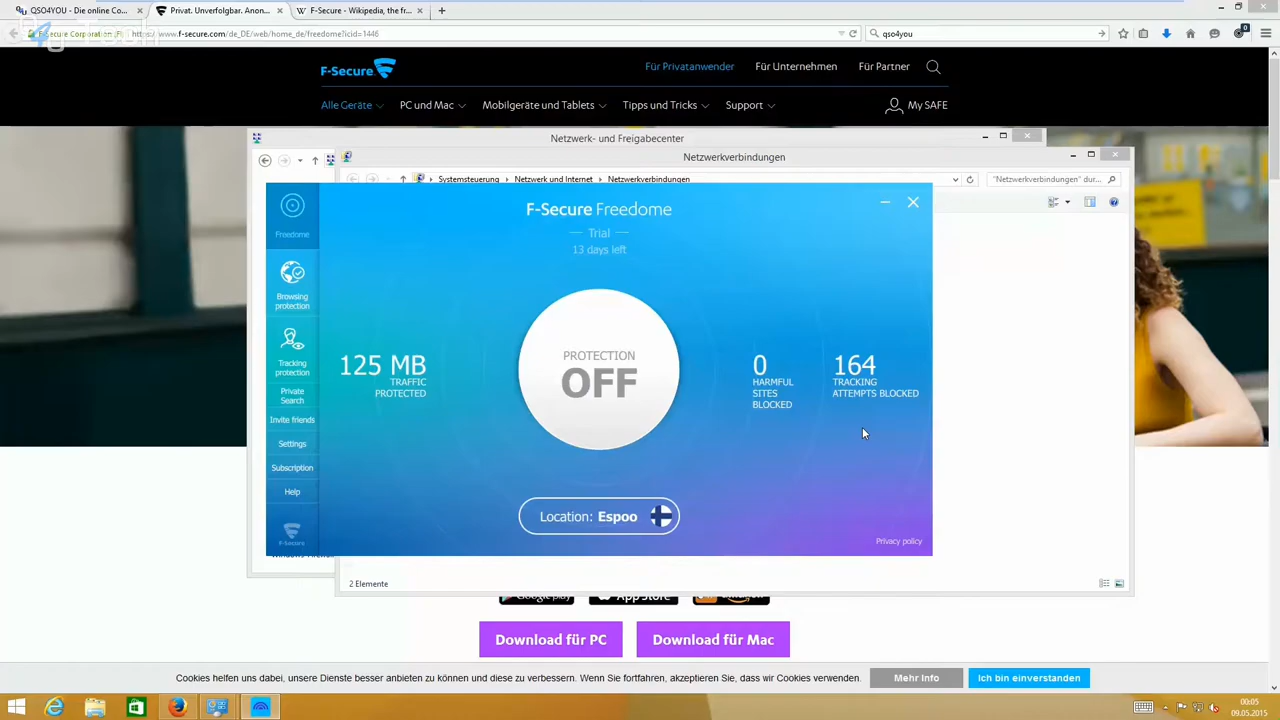 QSO4YOU - Die online Co...
Privat. Unverfolgbar. Anon...
F-Secure - Wikipedia, the fr...
https://www.f-secure.com/de_DE/web/home_de/freedome?icid=1446
qso4you
F-Secure.
Für Privatanwender
Für Unternehmen
Für Partner
Alle Geräte
PC und Mac
Mobilgeräte und Tablets
Tipps und Tricks
Support
My SAFE
Netzwerk- und Freigabecenter
Netzwerkverbindungen
Systemsteuerung
Netzwerk und Internet
Netzwerkverbindungen
"Netzwerkverbindungen" dur...
F-Secure Freedome
Trial
13 days left
Freedome
Browsing
protection
Tracking
protection
Private
Search
Invite friends
Settings
Subscription
Help
F-Secure
125 MB
TRAFFIC
PROTECTED
PROTECTION
OFF
0
HARMFUL
SITES
BLOCKED
164
TRACKING
ATTEMPTS BLOCKED
Location: Espoo
Privacy policy
2 Elemente
Download für PC
Download für Mac
Cookies helfen uns dabei, unsere Dienste besser anbieten zu können und diese zu verbessern. Wenn Sie fortfahren, akzeptieren Sie, dass wir Cookies verwenden.
Mehr Info
Ich bin einverstanden
00:05
09.05.2015